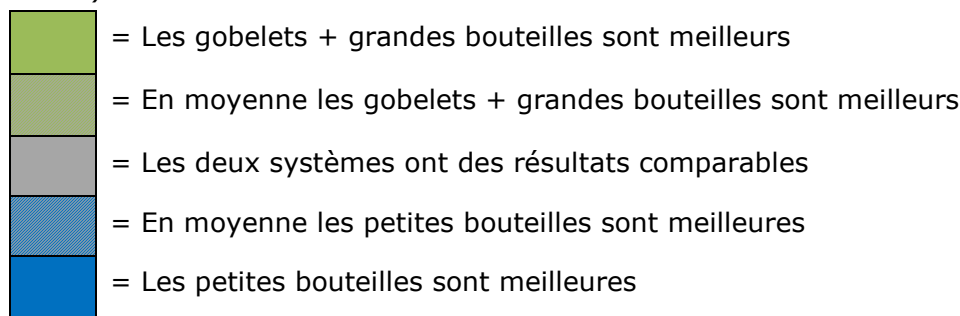 = Les gobelets + grandes bouteilles sont meilleurs
= En moyenne les gobelets + grandes bouteilles sont meilleurs
= Les deux systèmes ont des résultats comparables
= En moyenne les petites bouteilles sont meilleures
= Les petites bouteilles sont meilleures